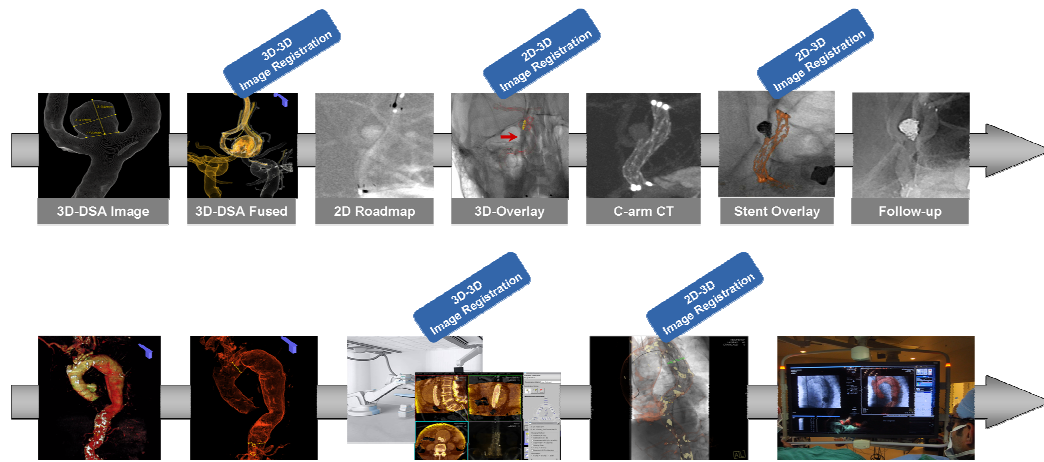 3D-3D
Image Registration
2D-3D
Image Registration
2D-3D
Image Registration
3D-DSA Image
3D-DSA Fused
2D Roadmap
3D-Overlay
C-arm CT
Stent Overlay
Follow-up
3D-3D
Image Registration
2D-3D
Image Registration